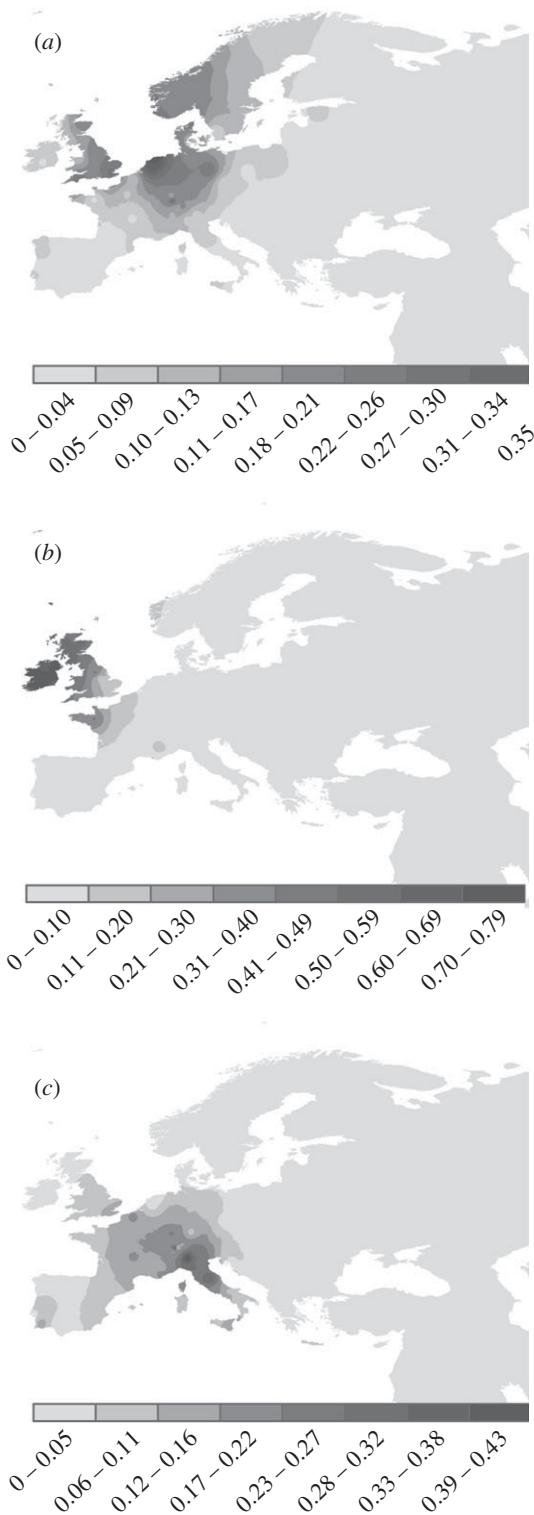 (a)
0 – 0.04 0.05 – 0.09 0.10 – 0.13 0.11 – 0.17 0.18 – 0.21 0.22 – 0.26 0.27 – 0.30 0.31 – 0.34 0.35
(b)
0 – 0.10 0.11 – 0.20 0.21 – 0.30 0.31 – 0.40 0.41 – 0.49 0.50 – 0.59 0.60 – 0.69 0.70 – 0.79
(c)
0 – 0.05 0.06 – 0.11 0.12 – 0.16 0.17 – 0.22 0.23 – 0.27 0.28 – 0.32 0.33 – 0.38 0.39 – 0.43